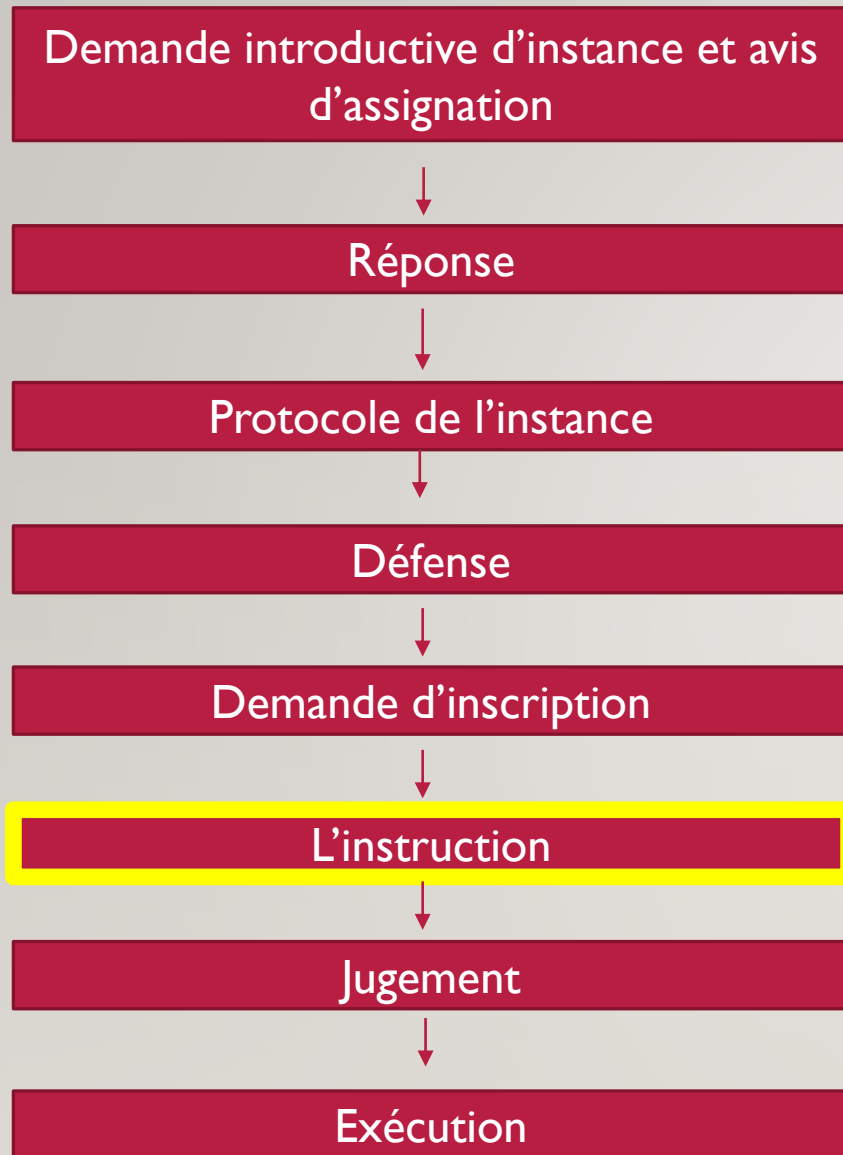 Demande introductive d’instance et avis
d’assignation
Réponse
Protocole de l’instance
Défense
Demande d’inscription
L’instruction
Jugement
Exécution